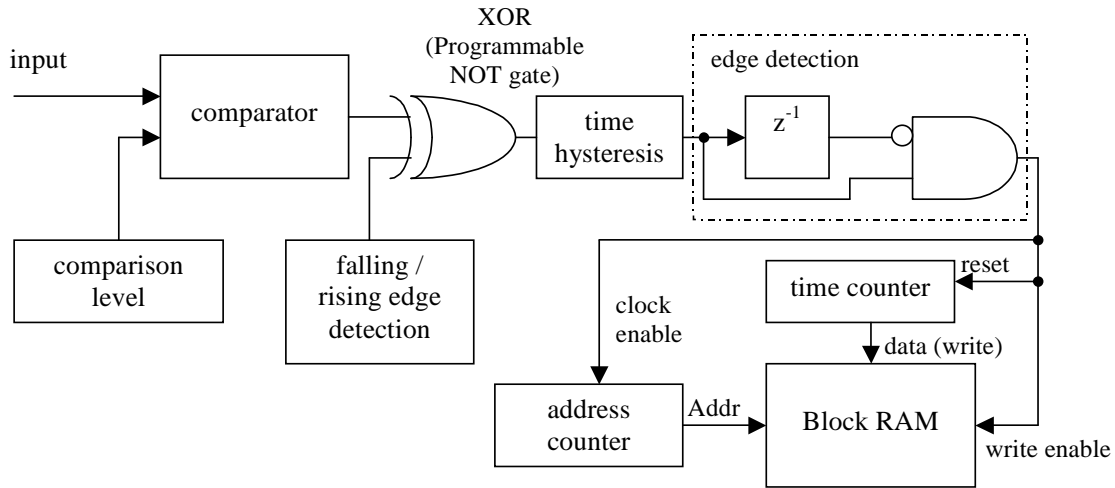 XOR
(Programmable
NOT gate)
input
edge detection
comparator
time
hysteresis
z-1
comparison
level
falling /
rising edge
detection
clock
enable
time counter
reset
data (write)
address
counter
Addr
Block RAM
write enable